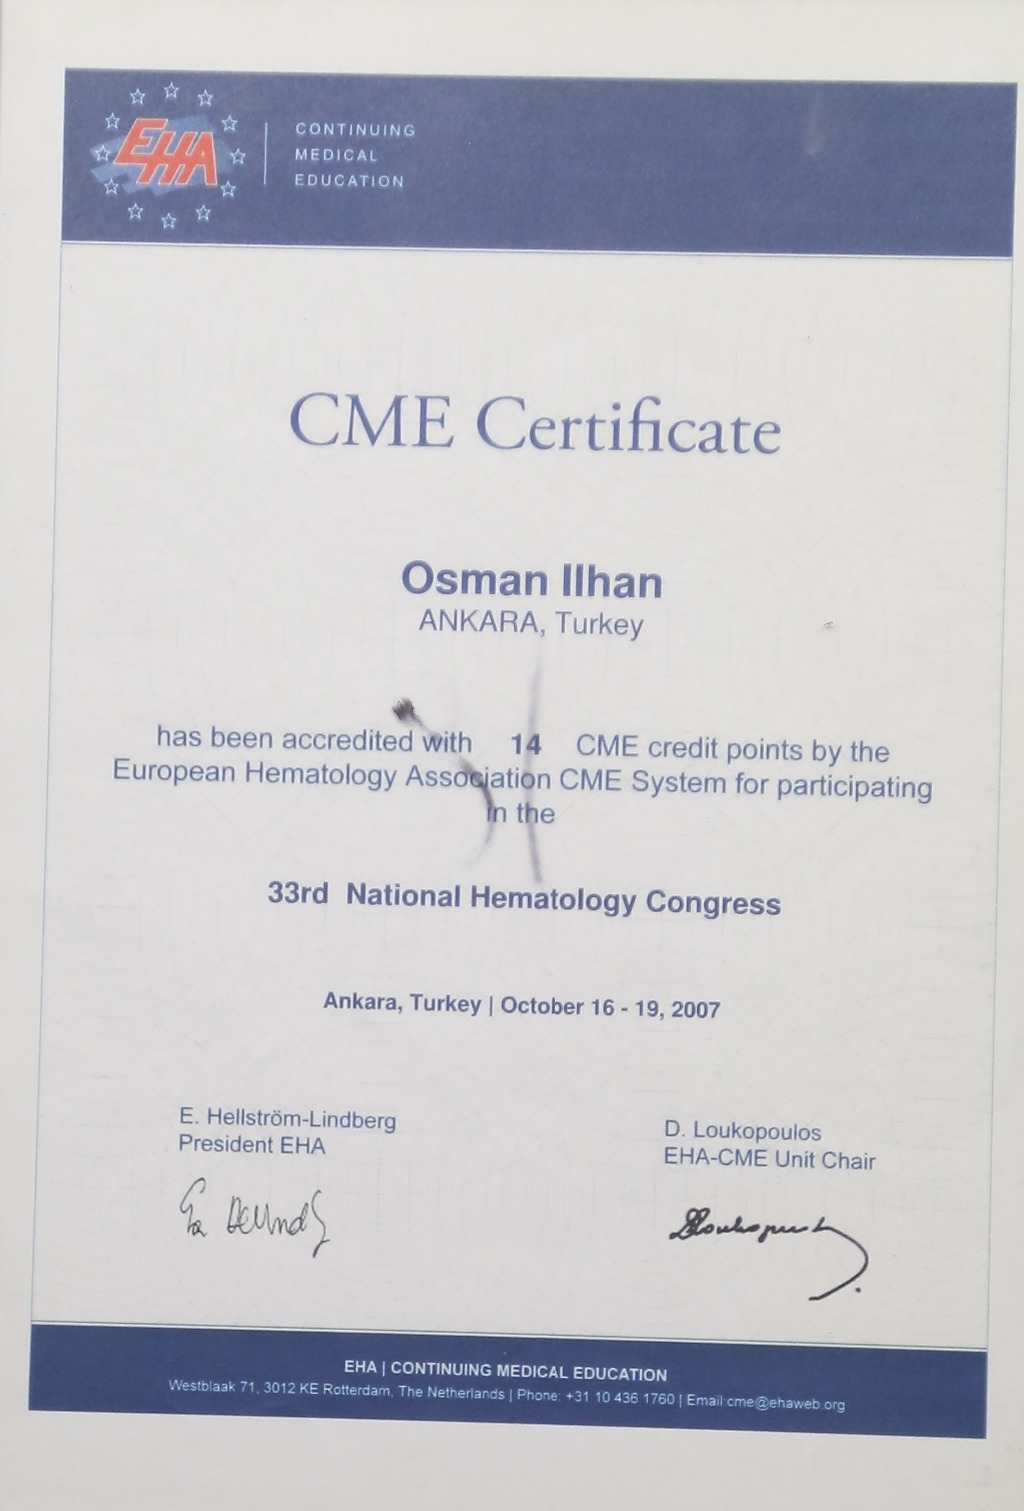 EHA
CONTINUING
MEDICAL
EDUCATION
CME Certificate
Osman Ilhan
ANKARA, Turkey
has been accredited with 14 CME credit points by the
European Hematology Association CME System for participating
in the
33rd National Hematology Congress
Ankara, Turkey | October 16 - 19, 2007
E. Hellström-Lindberg
President EHA
D. Loukopoulos
EHA-CME Unit Chair
EHA | CONTINUING MEDICAL EDUCATION
Westblaak 71, 3012 KE Rotterdam, The Netherlands | Phone: +31 10 436 1760 | Email:cme@ehaweb.org